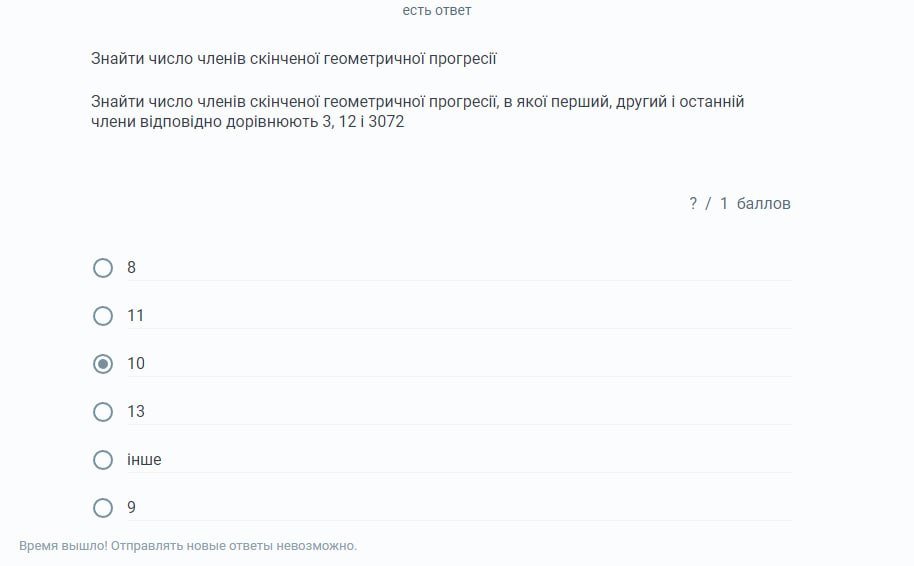 есть ответ
Знайти число членів скінченої геометричної прогресії
Знайти число членів скінченої геометричної прогресії, в якої перший, другий і останній
члени відповідно дорівнюють 3, 12 і 3072
? / 1 баллов
8
11
10
13
інше
9
Время вышло! Отправлять новые ответы невозможно.